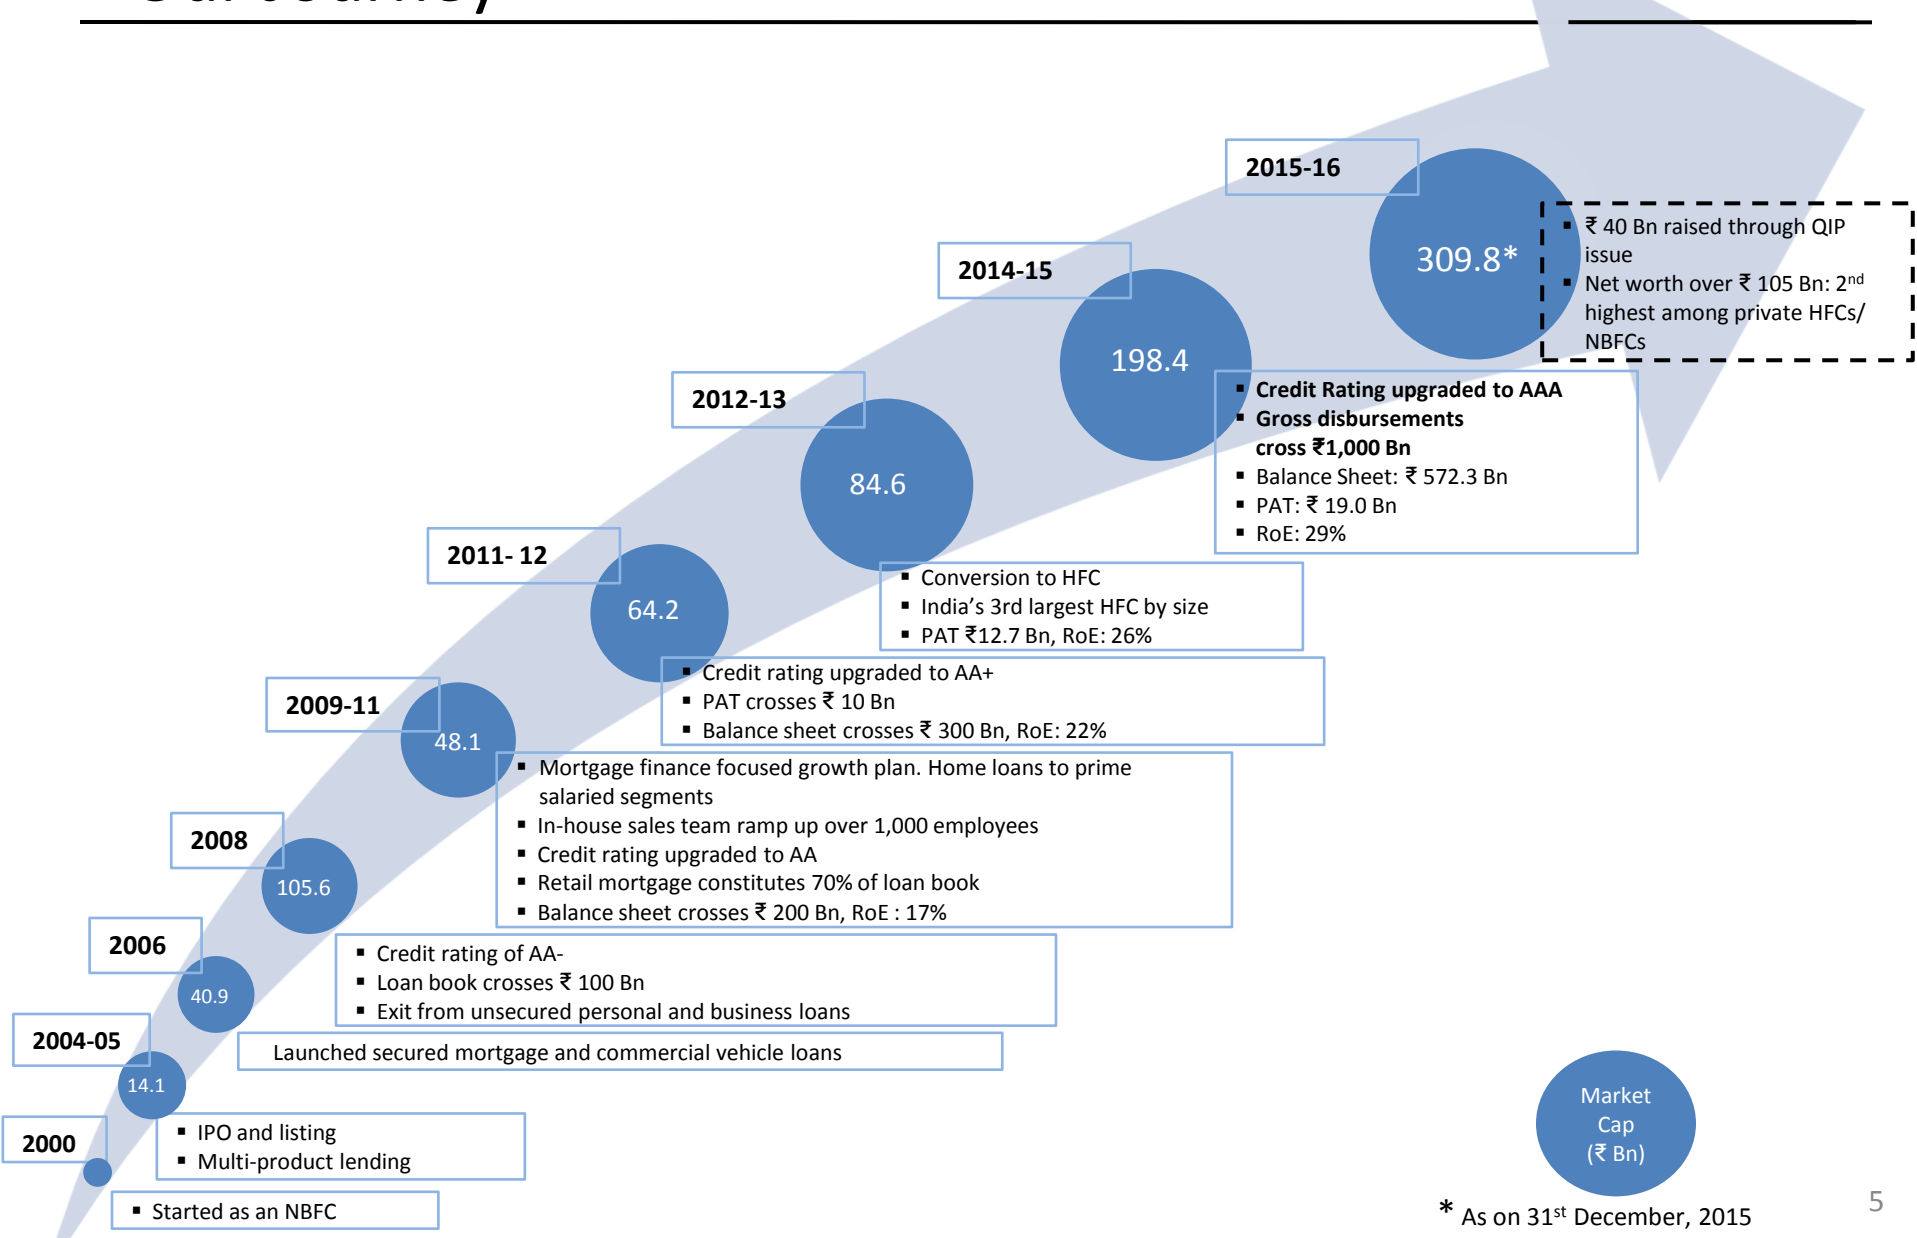 2015-16
309.8*
▪ ₹ 40 Bn raised through QIP
issue
▪ Net worth over ₹ 105 Bn: 2nd
highest among private HFCs/
NBFCs
2014-15
198.4
▪ Credit Rating upgraded to AAA
▪ Gross disbursements
cross ₹1,000 Bn
▪ Balance Sheet: ₹ 572.3 Bn
▪ PAT: ₹ 19.0 Bn
▪ RoE: 29%
2012-13
84.6
▪ Conversion to HFC
▪ India’s 3rd largest HFC by size
▪ PAT ₹12.7 Bn, RoE: 26%
2011- 12
64.2
▪ Credit rating upgraded to AA+
▪ PAT crosses ₹ 10 Bn
▪ Balance sheet crosses ₹ 300 Bn, RoE: 22%
2009-11
48.1
▪ Mortgage finance focused growth plan. Home loans to prime
salaried segments
▪ In-house sales team ramp up over 1,000 employees
▪ Credit rating upgraded to AA
▪ Retail mortgage constitutes 70% of loan book
▪ Balance sheet crosses ₹ 200 Bn, RoE : 17%
2008
105.6
▪ Credit rating of AA-
▪ Loan book crosses ₹ 100 Bn
▪ Exit from unsecured personal and business loans
2006
40.9
Launched secured mortgage and commercial vehicle loans
2004-05
14.1
▪ IPO and listing
▪ Multi-product lending
2000
▪ Started as an NBFC
Market
Cap
(₹ Bn)
* As on 31st December, 2015
5